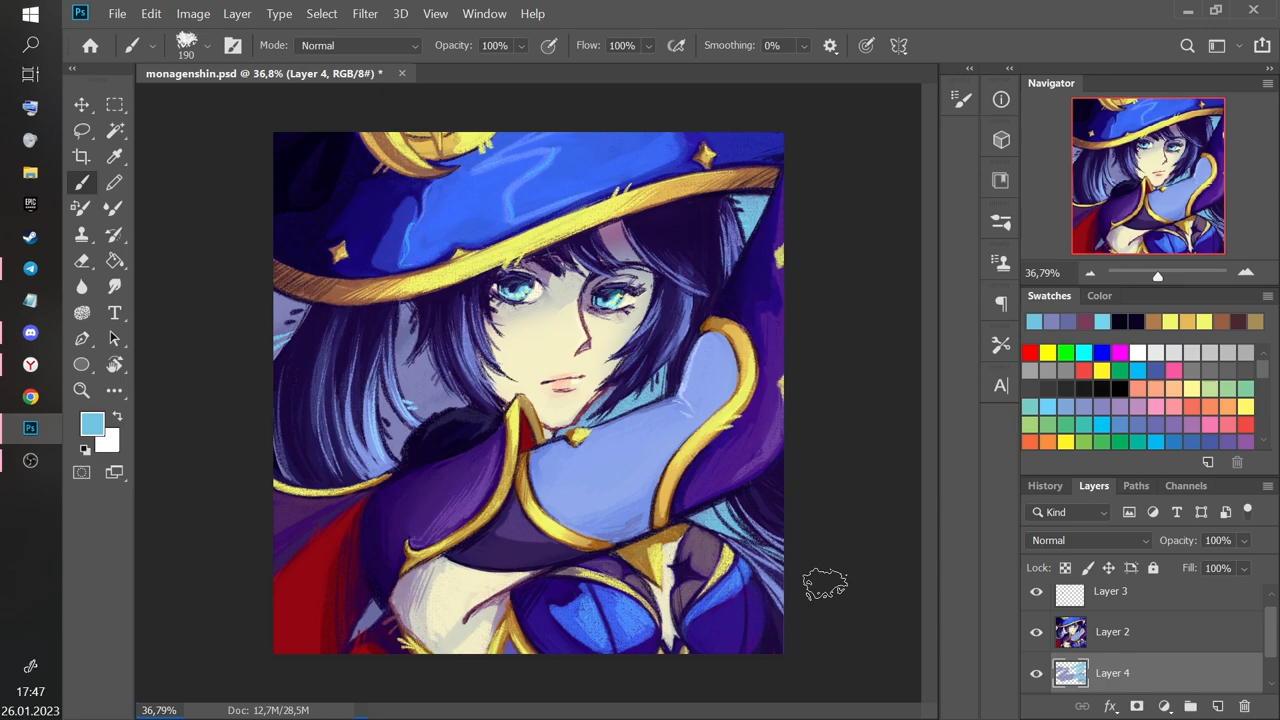 Ps File Edit Image Layer Type Select Filter 3D View Window Help
190 Mode: Normal Opacity: 100% Flow: 100% Smoothing: 0%
monagenshin.psd @ 36,8% (Layer 4, RGB/8#) *
Navigator
36,79%
Swatches Color
History Layers Paths Channels
Kind
Normal Opacity: 100%
Lock: Fill: 100%
Layer 3
Layer 2
Layer 4
EPIC
Ps
17:47
26.01.2023
36,79% Doc: 12,7M/28,5M